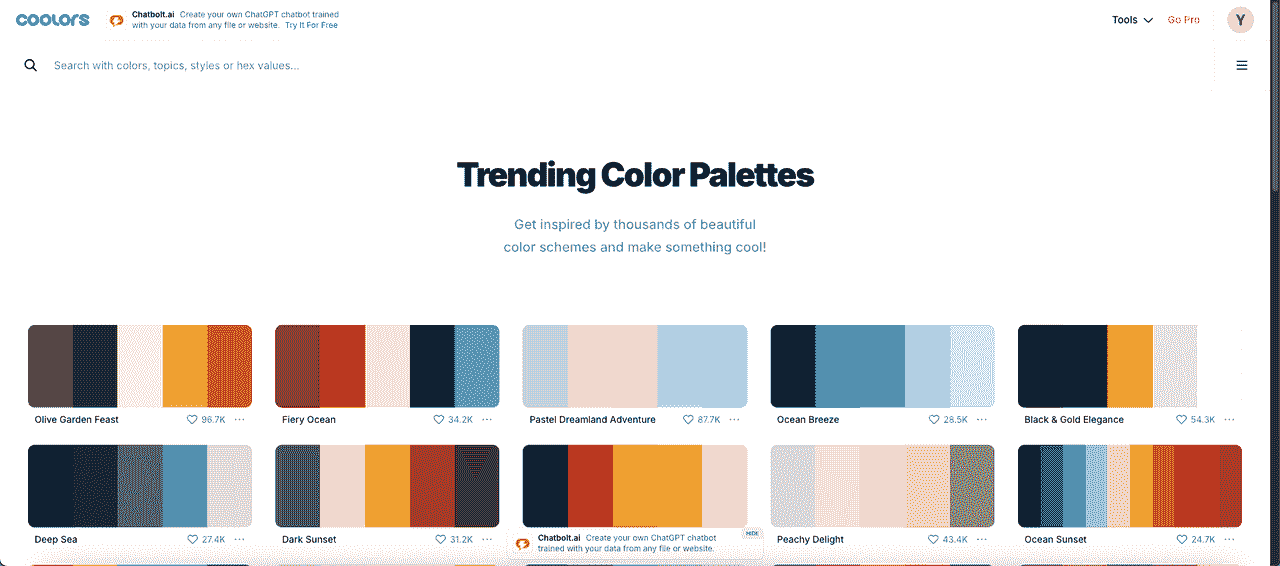 coolors
Chatbolt.ai Create your own ChatGPT chatbot trained
with your data from any file or website. Try It For Free
Tools
Go Pro
Y
Search with colors, topics, styles or hex values...
Trending Color Palettes
Get inspired by thousands of beautiful
color schemes and make something cool!
Olive Garden Feast 96.7K
Fiery Ocean 34.2K
Pastel Dreamland Adventure 87.7K
Ocean Breeze 28.5K
Black & Gold Elegance 54.3K
Deep Sea 27.4K
Dark Sunset 31.2K
Peachy Delight 43.4K
Ocean Sunset 24.7K
HIDE
Chatbolt.ai Create your own ChatGPT chatbot
trained with your data from any file or website.